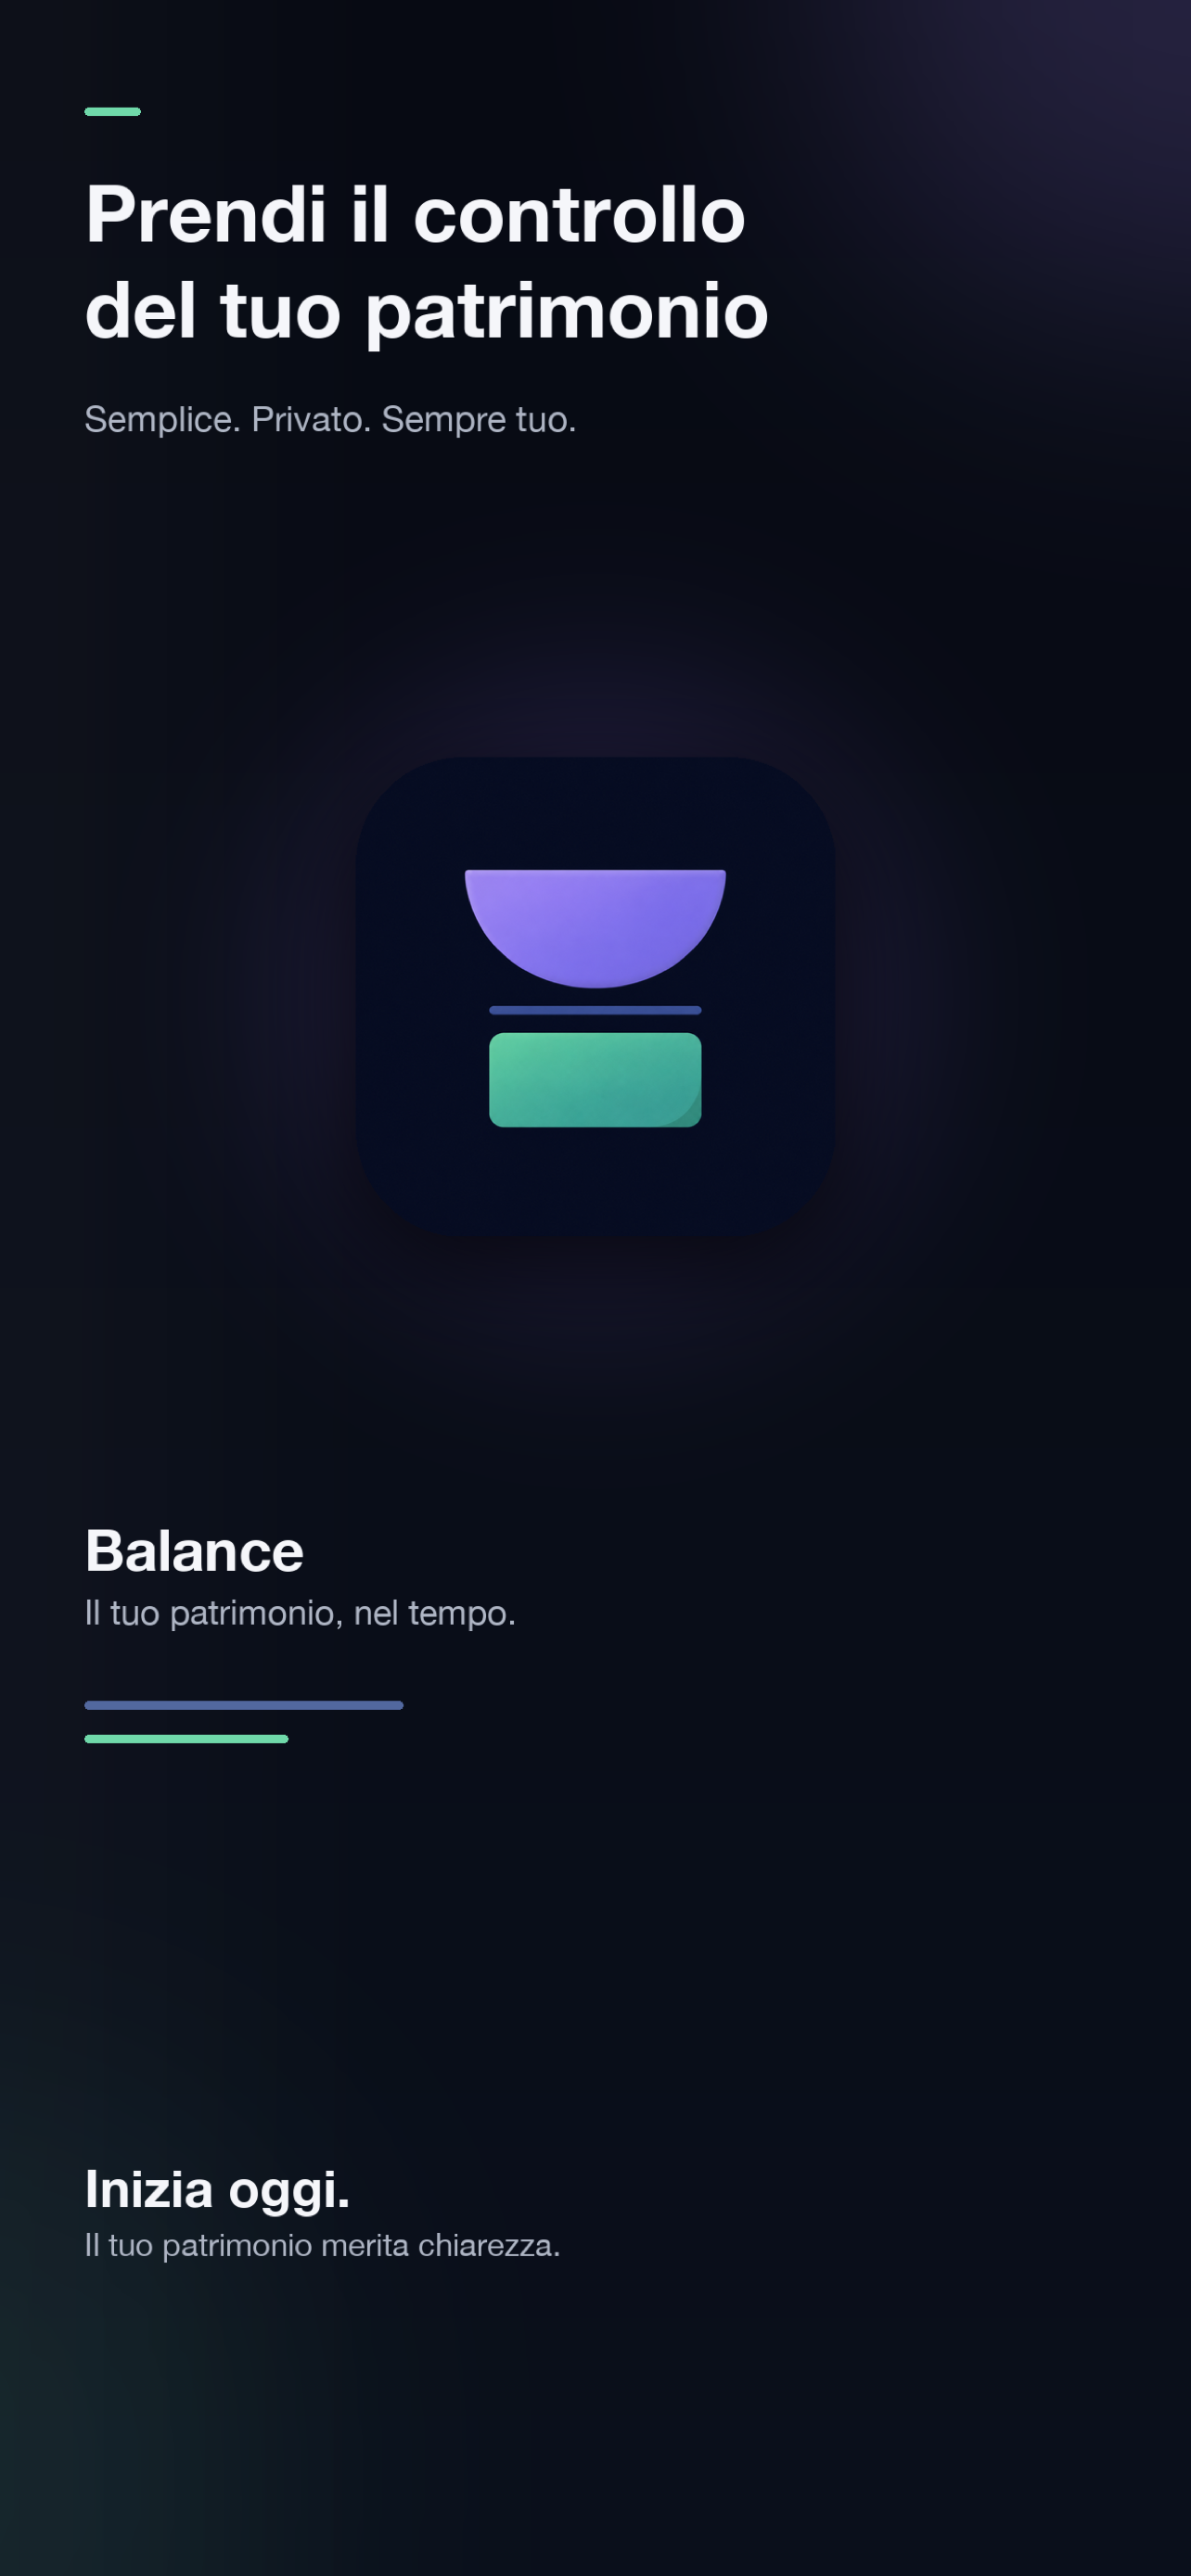 Prendi il controllo
del tuo patrimonio
Semplice. Privato. Sempre tuo.
Balance
Il tuo patrimonio, nel tempo.
Inizia oggi.
Il tuo patrimonio merita chiarezza.